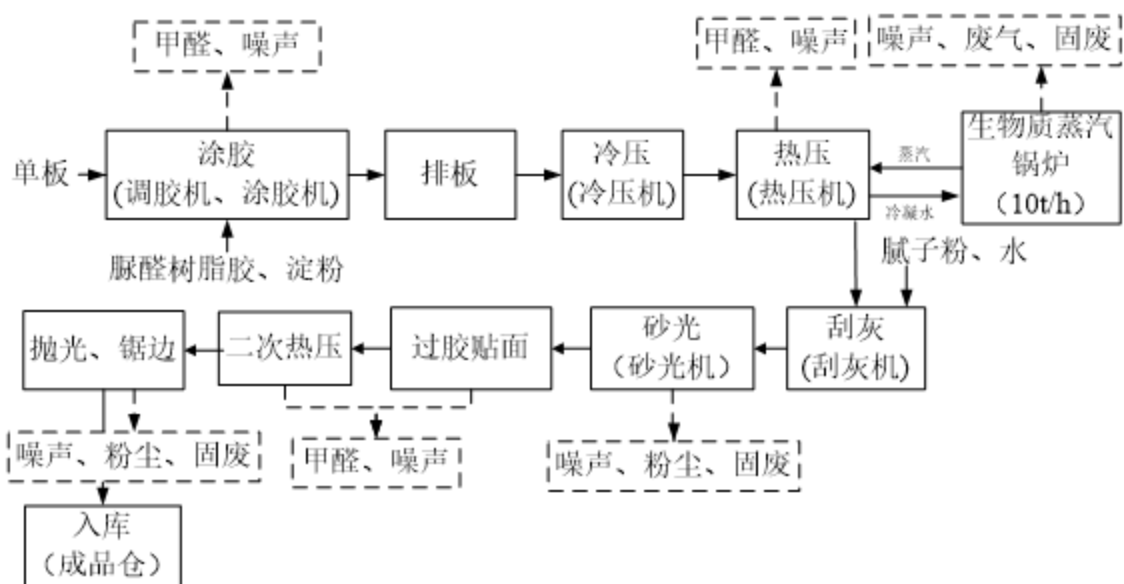 甲醛、噪声
甲醛、噪声
噪声、废气、固废
单板
涂胶
(调胶机、涂胶机)
排板
冷压
(冷压机)
热压
(热压机)
蒸汽
冷凝水
生物质蒸汽
锅炉
（10t/h）
脲醛树脂胶、淀粉
腻子粉、水
抛光、锯边
二次热压
过胶贴面
砂光
（砂光机）
刮灰
(刮灰机)
噪声、粉尘、固废
甲醛、噪声
噪声、粉尘、固废
入库
（成品仓）